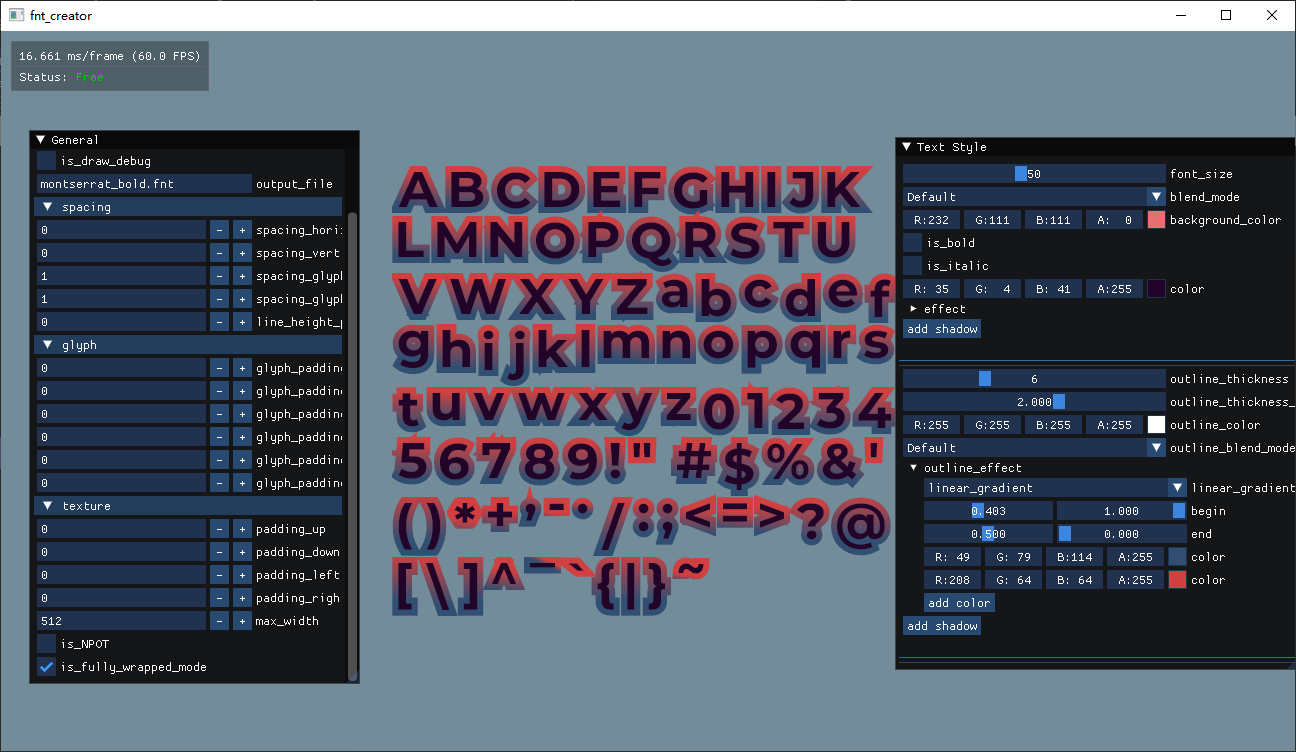 fnt_creator
16.661 ms/frame (60.0 FPS)
Status: Free
General
is_draw_debug
montserrat_bold.fnt output_file
spacing
0 - + spacing_hori
0 - + spacing_vert
1 - + spacing_glyp
1 - + spacing_glyp
0 - + line_height_
glyph
0 - + glyph_paddin
0 - + glyph_paddin
0 - + glyph_paddin
0 - + glyph_paddin
0 - + glyph_paddin
0 - + glyph_paddin
texture
0 - + padding_up
0 - + padding_down
0 - + padding_left
0 - + padding_righ
512 - + max_width
is_NPOT
is_fully_wrapped_mode
ABCDEFGHIJK
LMNOPQRSTU
VWXYZabcdef
ghijklmnopqrs
tuvwxyz01234
56789!" #$%&'
()*+,-./:;<=>?@
[\]^_`{|}~
Text Style
50 font_size
Default blend_mode
R:232 G:111 B:111 A: 0 background_color
is_bold
is_italic
R: 35 G: 4 B: 41 A:255 color
effect
add shadow
6 outline_thickness
2.000 outline_thickness_
R:255 G:255 B:255 A:255 outline_color
Default outline_blend_mode
outline_effect
linear_gradient linear_gradient
0.403 1.000 begin
0.500 0.000 end
R: 49 G: 79 B:114 A:255 color
R:208 G: 64 B: 64 A:255 color
add color
add shadow